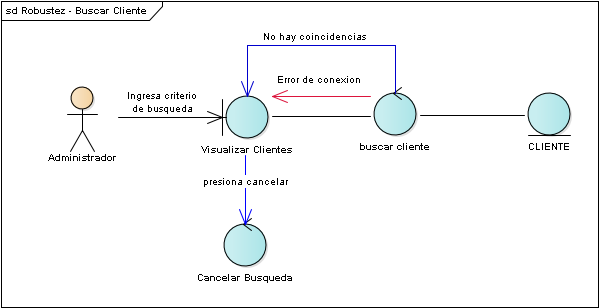 sd Robustez - Buscar Cliente
No hay coincidencias
Error de conexion
Ingresa criterio
de busqueda
Administrador
Visualizar Clientes
buscar cliente
CLIENTE
presiona cancelar
Cancelar Busqueda